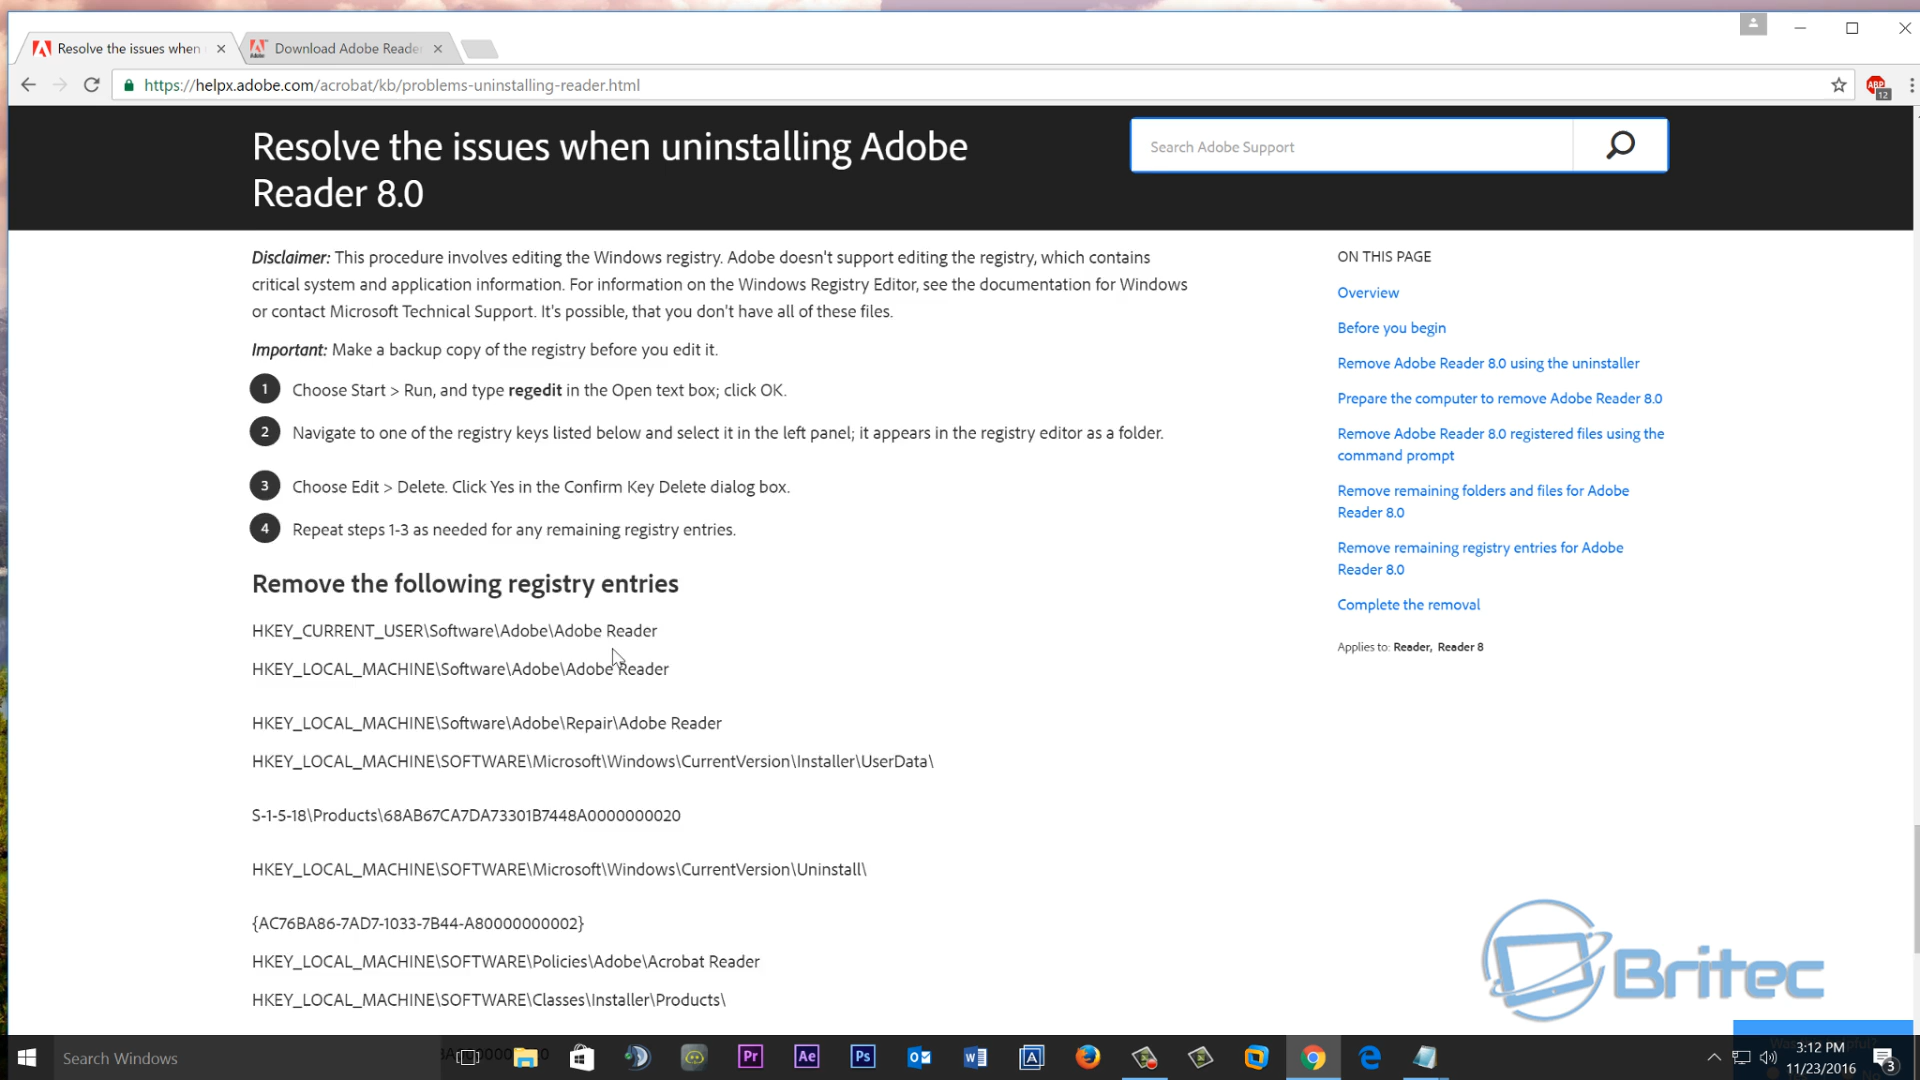 Resolve the issues when
Download Adobe Reader
https://helpx.adobe.com/acrobat/kb/problems-uninstalling-reader.html
ABP
12
Resolve the issues when uninstalling Adobe
Reader 8.0
Search Adobe Support
Disclaimer: This procedure involves editing the Windows registry. Adobe doesn't support editing the registry, which contains
critical system and application information. For information on the Windows Registry Editor, see the documentation for Windows
or contact Microsoft Technical Support. It's possible, that you don't have all of these files.
Important: Make a backup copy of the registry before you edit it.
1 Choose Start > Run, and type regedit in the Open text box; click OK.
2 Navigate to one of the registry keys listed below and select it in the left panel; it appears in the registry editor as a folder.
3 Choose Edit > Delete. Click Yes in the Confirm Key Delete dialog box.
4 Repeat steps 1-3 as needed for any remaining registry entries.
Remove the following registry entries
HKEY_CURRENT_USER\Software\Adobe\Adobe Reader
HKEY_LOCAL_MACHINE\Software\Adobe\Adobe Reader
HKEY_LOCAL_MACHINE\Software\Adobe\Repair\Adobe Reader
HKEY_LOCAL_MACHINE\SOFTWARE\Microsoft\Windows\CurrentVersion\Installer\UserData\
S-1-5-18\Products\68AB67CA7DA73301B7448A0000000020
HKEY_LOCAL_MACHINE\SOFTWARE\Microsoft\Windows\CurrentVersion\Uninstall\
{AC76BA86-7AD7-1033-7B44-A80000000002}
HKEY_LOCAL_MACHINE\SOFTWARE\Policies\Adobe\Acrobat Reader
HKEY_LOCAL_MACHINE\SOFTWARE\Classes\Installer\Products\
ON THIS PAGE
Overview
Before you begin
Remove Adobe Reader 8.0 using the uninstaller
Prepare the computer to remove Adobe Reader 8.0
Remove Adobe Reader 8.0 registered files using the
command prompt
Remove remaining folders and files for Adobe
Reader 8.0
Remove remaining registry entries for Adobe
Reader 8.0
Complete the removal
Applies to: Reader, Reader 8
Britec
Search Windows
Pr
Ae
Ps
3:12 PM
11/23/2016
3